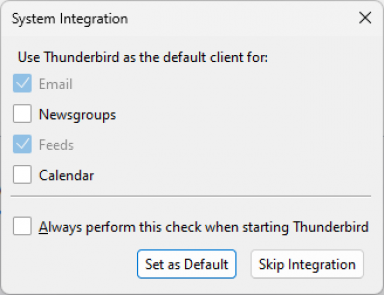 System Integration
Use Thunderbird as the default client for:
Email
Newsgroups
Feeds
Calendar
Always perform this check when starting Thunderbird
Set as Default
Skip Integration